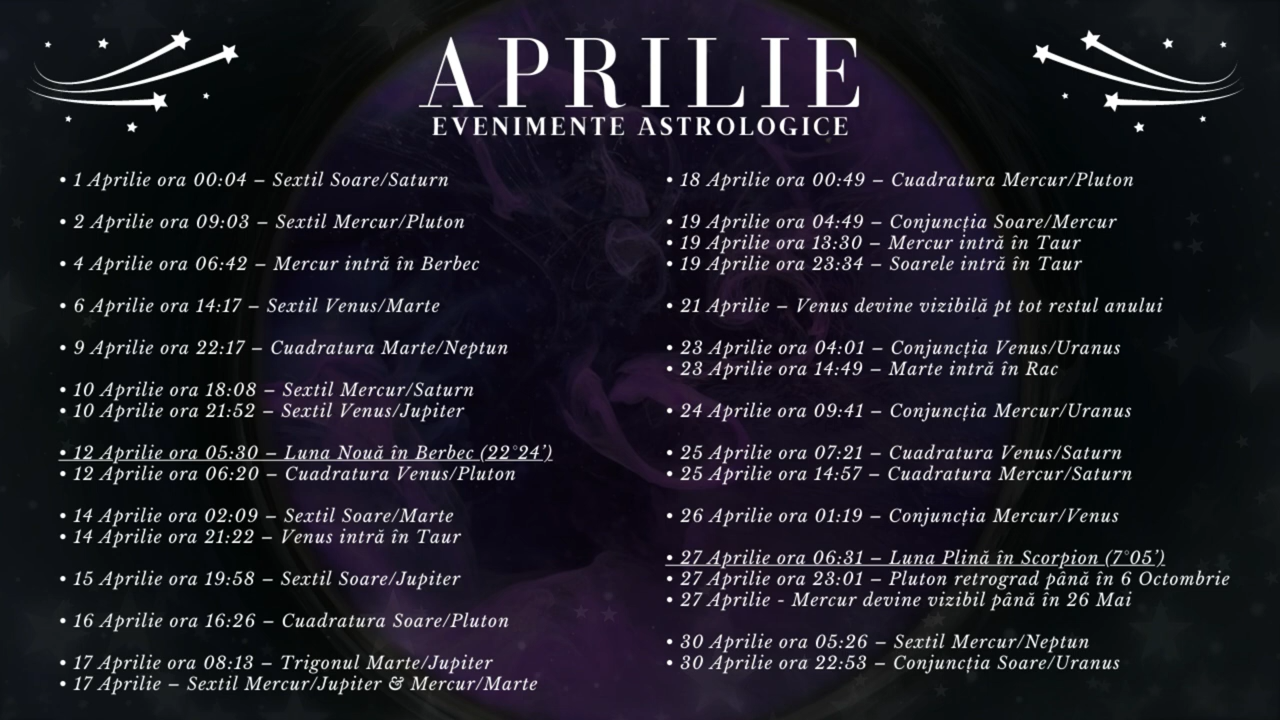 APRILIE
EVENIMENTE ASTROLOGICE
• 1 Aprilie ora 00:04 – Sextil Soare/Saturn
• 2 Aprilie ora 09:03 – Sextil Mercur/Pluton
• 4 Aprilie ora 06:42 – Mercur intră în Berbec
• 6 Aprilie ora 14:17 – Sextil Venus/Marte
• 9 Aprilie ora 22:17 – Cuadratura Marte/Neptun
• 10 Aprilie ora 18:08 – Sextil Mercur/Saturn
• 10 Aprilie ora 21:52 – Sextil Venus/Jupiter
• 12 Aprilie ora 05:30 – Luna Nouă în Berbec (22°24’)
• 12 Aprilie ora 06:20 – Cuadratura Venus/Pluton
• 14 Aprilie ora 02:09 – Sextil Soare/Marte
• 14 Aprilie ora 21:22 – Venus intră în Taur
• 15 Aprilie ora 19:58 – Sextil Soare/Jupiter
• 16 Aprilie ora 16:26 – Cuadratura Soare/Pluton
• 17 Aprilie ora 08:13 – Trigonul Marte/Jupiter
• 17 Aprilie – Sextil Mercur/Jupiter & Mercur/Marte
• 18 Aprilie ora 00:49 – Cuadratura Mercur/Pluton
• 19 Aprilie ora 04:49 – Conjuncția Soare/Mercur
• 19 Aprilie ora 13:30 – Mercur intră în Taur
• 19 Aprilie ora 23:34 – Soarele intră în Taur
• 21 Aprilie – Venus devine vizibilă pt tot restul anului
• 23 Aprilie ora 04:01 – Conjuncția Venus/Uranus
• 23 Aprilie ora 14:49 – Marte intră în Rac
• 24 Aprilie ora 09:41 – Conjuncția Mercur/Uranus
• 25 Aprilie ora 07:21 – Cuadratura Venus/Saturn
• 25 Aprilie ora 14:57 – Cuadratura Mercur/Saturn
• 26 Aprilie ora 01:19 – Conjuncția Mercur/Venus
• 27 Aprilie ora 06:31 – Luna Plină în Scorpion (7°05’)
• 27 Aprilie ora 23:01 – Pluton retrograd până în 6 Octombrie
• 27 Aprilie - Mercur devine vizibil până în 26 Mai
• 30 Aprilie ora 05:26 – Sextil Mercur/Neptun
• 30 Aprilie ora 22:53 – Conjuncția Soare/Uranus